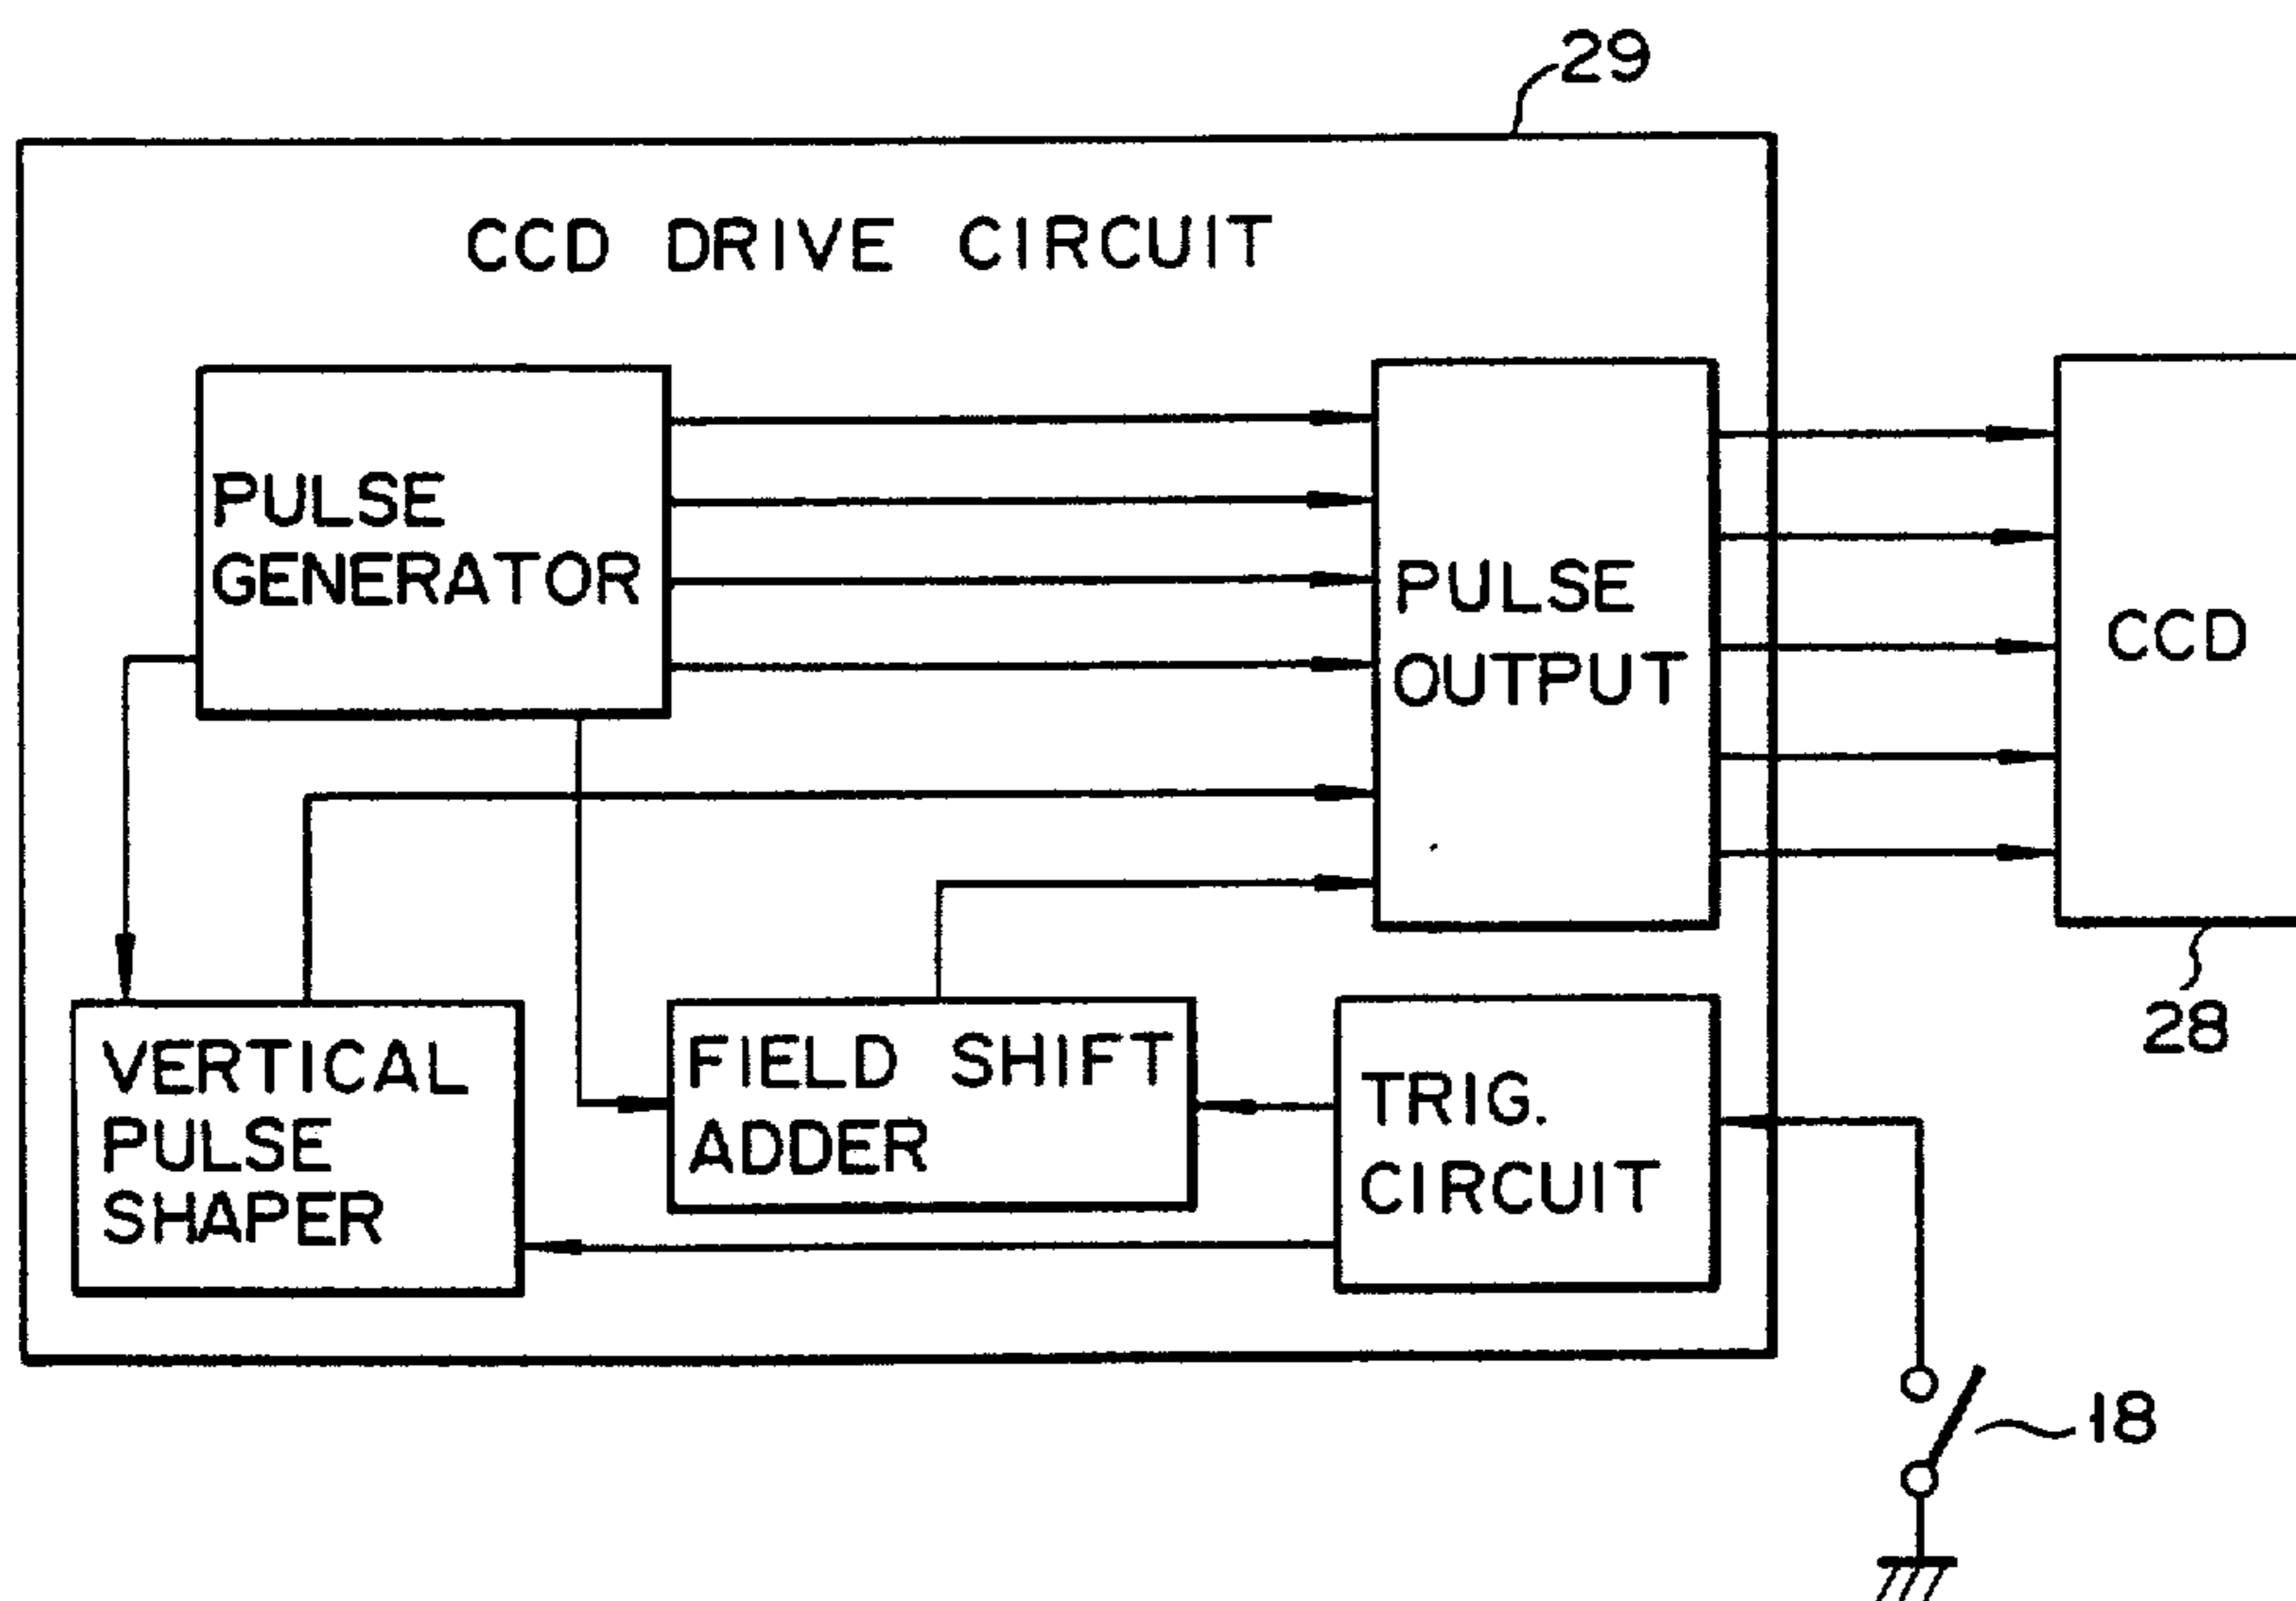 29
CCD DRIVE CIRCUIT
PULSE
GENERATOR
PULSE
OUTPUT
CCD
28
VERTICAL
PULSE
SHAPER
FIELD SHIFT
ADDER
TRIG.
CIRCUIT
18